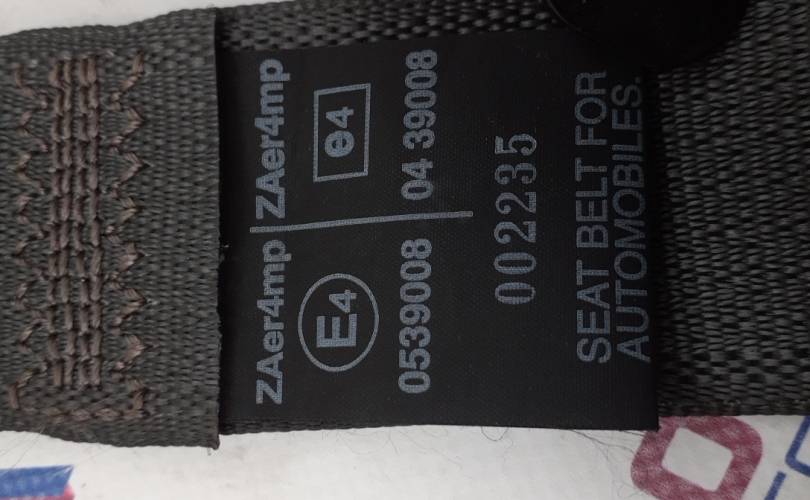 ZAer4mp ZAer4mp
E4 e4
0539008 04 39008
002235
SEAT BELT FOR
AUTOMOBILES.